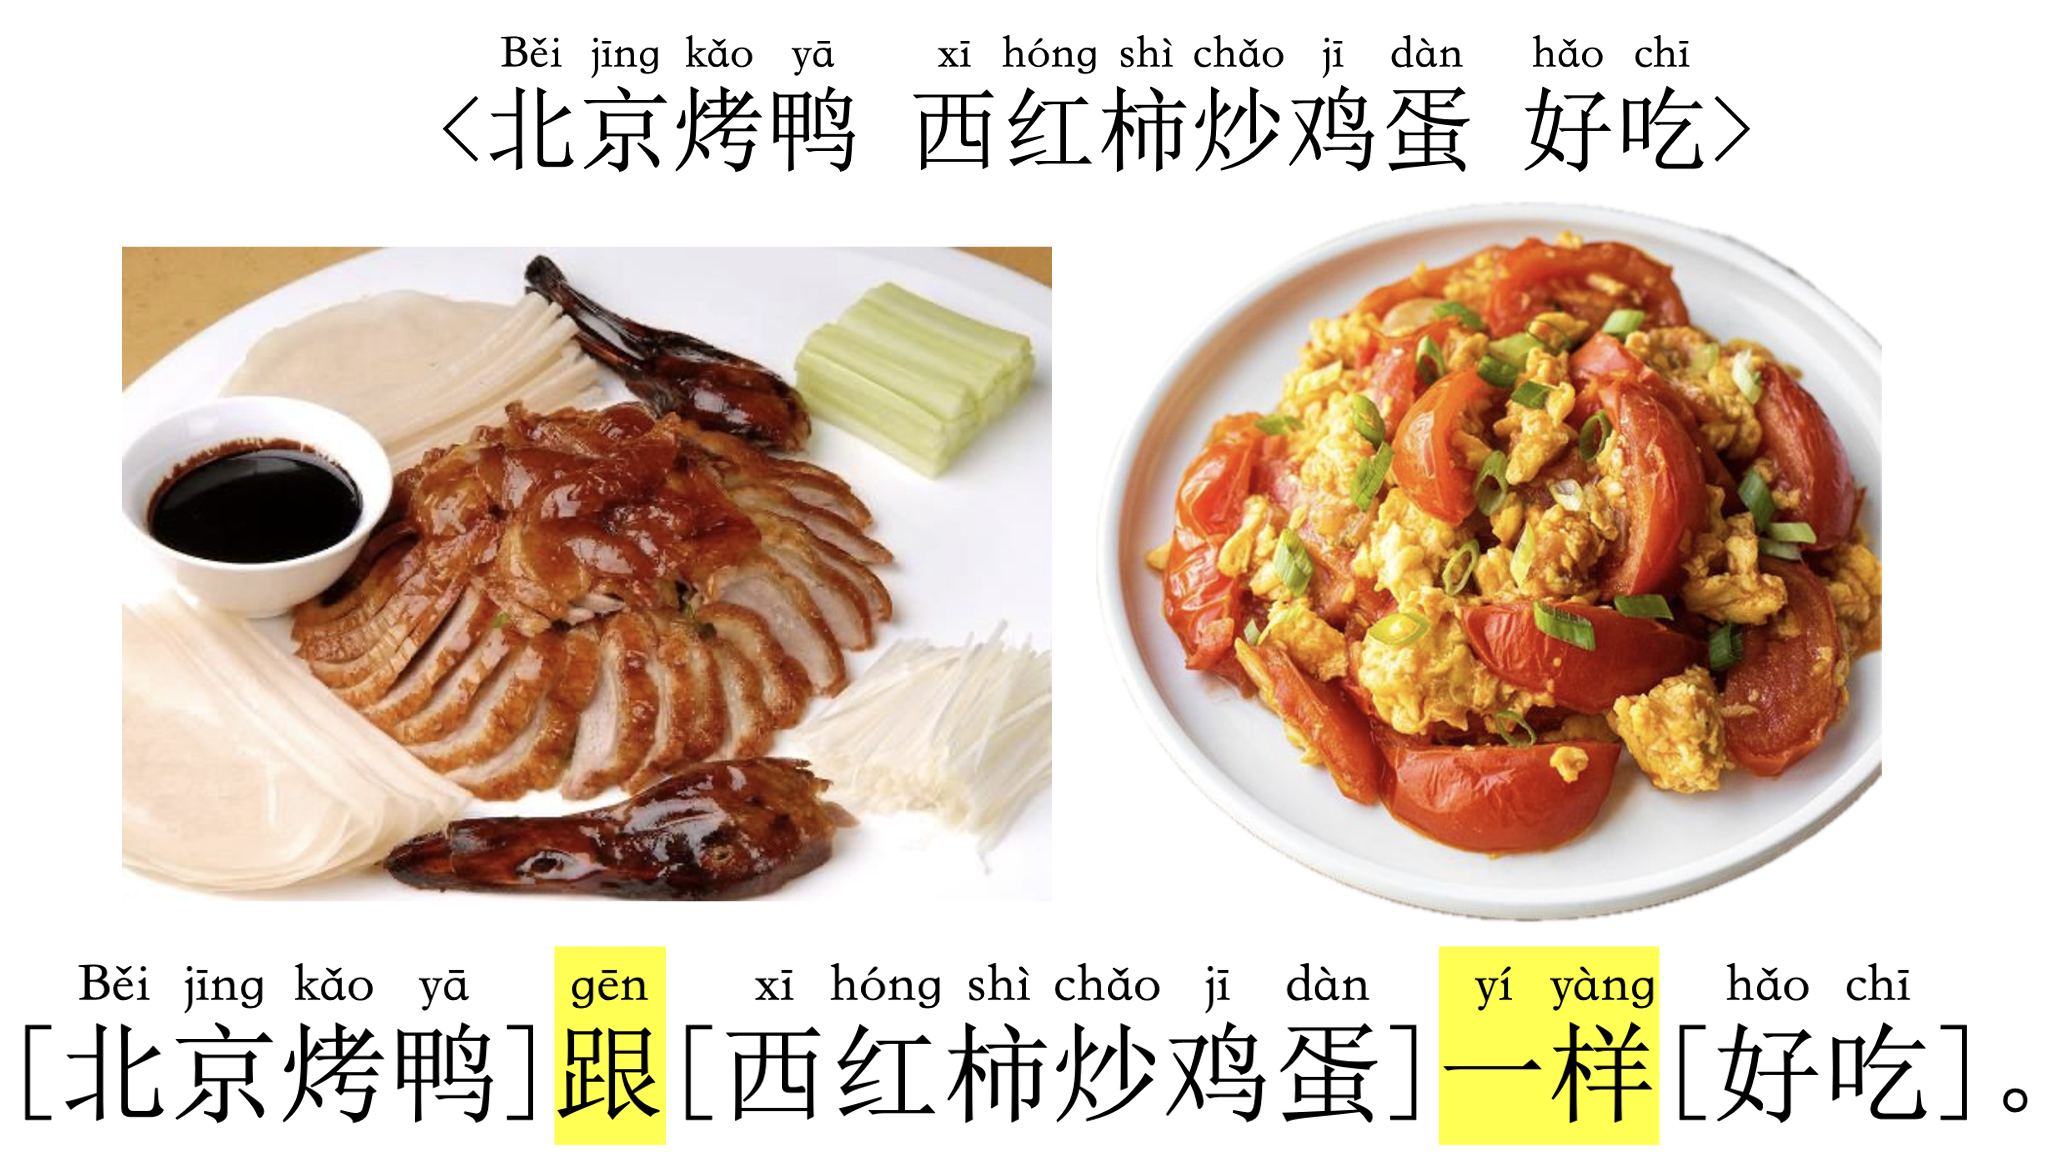 Běi jīng kǎo yā xī hóng shì chǎo jī dàn hǎo chī
<北京烤鸭 西红柿炒鸡蛋 好吃>
Běi jīng kǎo yā gēn xī hóng shì chǎo jī dàn yí yàng hǎo chī
[北京烤鸭]跟[西红柿炒鸡蛋]一样[好吃]。